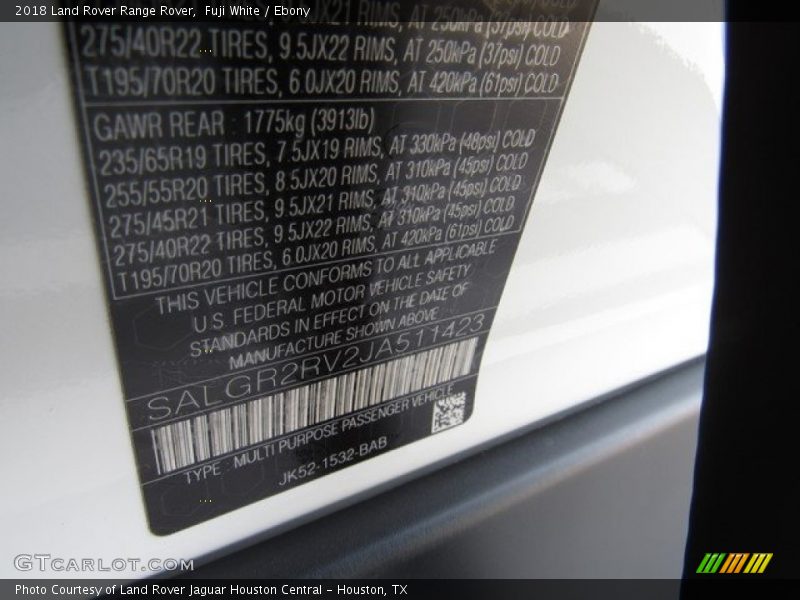 2018 Land Rover Range Rover, Fuji White / Ebony
RIMS, AT 250kPa (37psi) COLD
275/40R22 TIRES, 9.5JX22 RIMS, AT 250kPa (37psi) COLD
T195/70R20 TIRES, 6.0JX20 RIMS, AT 420kPa (61psi) COLD
GAWR REAR : 1775kg (3913lb)
235/65R19 TIRES, 7.5JX19 RIMS, AT 330kPa (48psi) COLD
255/55R20 TIRES, 8.5JX20 RIMS, AT 310kPa (45psi) COLD
275/45R21 TIRES, 9.5JX21 RIMS, AT 310kPa (45psi) COLD
275/40R22 TIRES, 9.5JX22 RIMS, AT 310kPa (45psi) COLD
T195/70R20 TIRES, 6.0JX20 RIMS, AT 420kPa (61psi) COLD
THIS VEHICLE CONFORMS TO ALL APPLICABLE
U.S. FEDERAL MOTOR VEHICLE SAFETY
STANDARDS IN EFFECT ON THE DATE OF
MANUFACTURE SHOWN ABOVE
SALGR2RV2JA511423
TYPE : MULTI PURPOSE PASSENGER VEHICLE
JK52-1532-BAB
GTCARLOT.COM
Photo Courtesy of Land Rover Jaguar Houston Central - Houston, TX